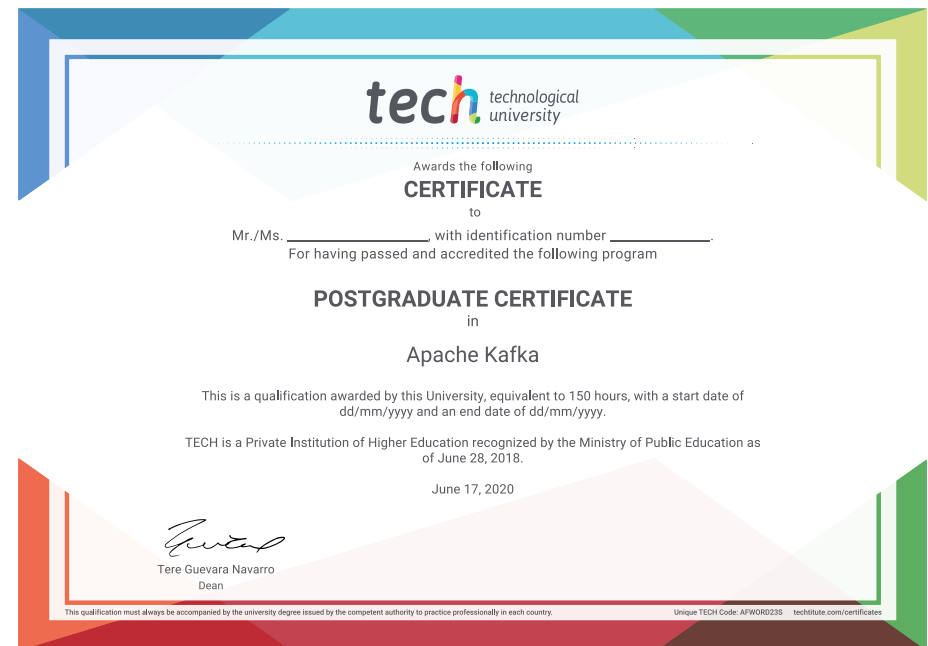 tech technological
university
Awards the following
CERTIFICATE
to
Mr./Ms. ____________________, with identification number ______________.
For having passed and accredited the following program
POSTGRADUATE CERTIFICATE
in
Apache Kafka
This is a qualification awarded by this University, equivalent to 150 hours, with a start date of
dd/mm/yyyy and an end date of dd/mm/yyyy.
TECH is a Private Institution of Higher Education recognized by the Ministry of Public Education as
of June 28, 2018.
June 17, 2020
Tere Guevara Navarro
Dean
This qualification must always be accompanied by the university degree issued by the competent authority to practice professionally in each country. Unique TECH Code: AFWORD23S techtitute.com/certificates